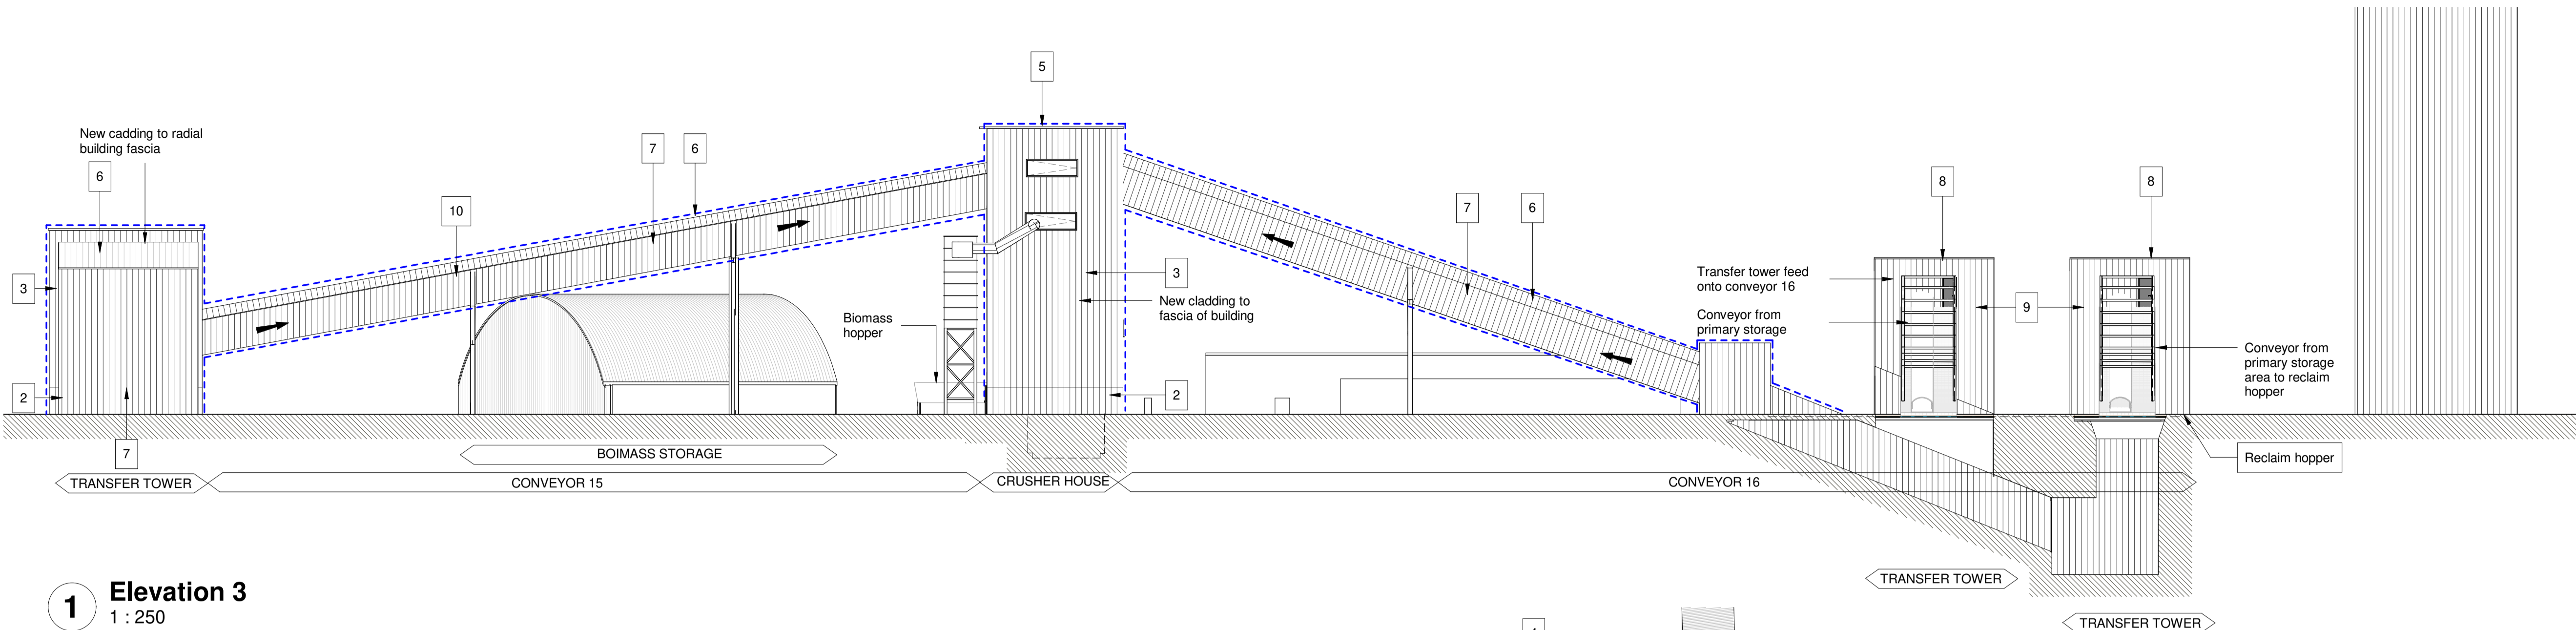 5
New cadding to radial
building fascia
6
7
6
10
8
8
7
6
3
3
New cladding to
fascia of building
Biomass
hopper
Transfer tower feed
onto conveyor 16
Conveyor from
primary storage
9
Conveyor from
primary storage
area to reclaim
hopper
2
2
7
BOIMASS STORAGE
Reclaim hopper
TRANSFER TOWER
CONVEYOR 15
CRUSHER HOUSE
CONVEYOR 16
TRANSFER TOWER
TRANSFER TOWER
1
Elevation 3
1 : 250